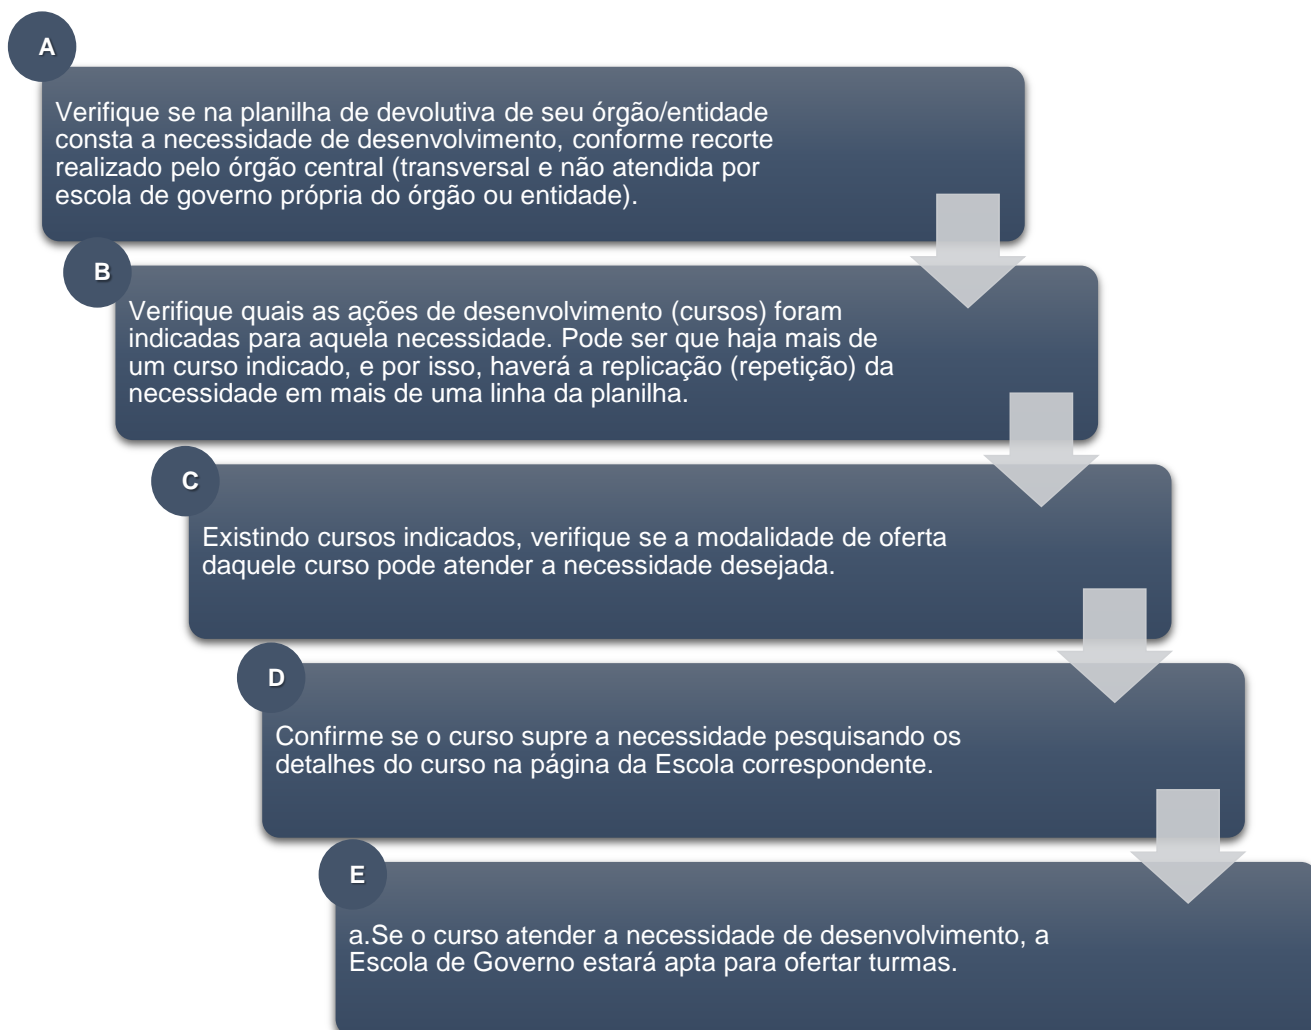 A
Verifique se na planilha de devolutiva de seu órgão/entidade
consta a necessidade de desenvolvimento, conforme recorte
realizado pelo órgão central (transversal e não atendida por
escola de governo própria do órgão ou entidade).
B
Verifique quais as ações de desenvolvimento (cursos) foram
indicadas para aquela necessidade. Pode ser que haja mais de
um curso indicado, e por isso, haverá a replicação (repetição) da
necessidade em mais de uma linha da planilha.
C
Existindo cursos indicados, verifique se a modalidade de oferta
daquele curso pode atender a necessidade desejada.
D
Confirme se o curso supre a necessidade pesquisando os
detalhes do curso na página da Escola correspondente.
E
a.Se o curso atender a necessidade de desenvolvimento, a
Escola de Governo estará apta para ofertar turmas.